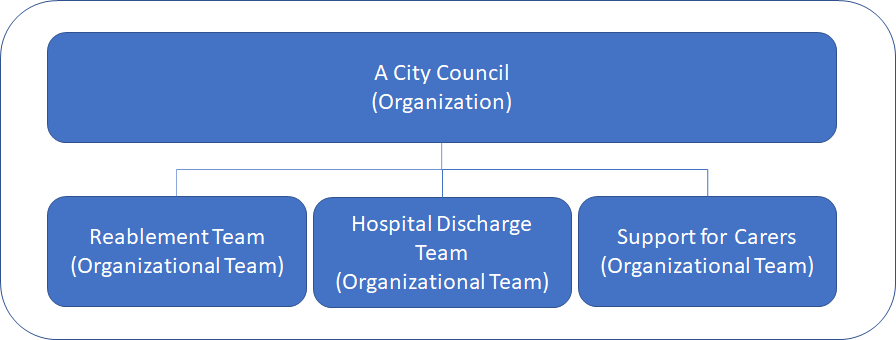 A City Council
(Organization)
Reablement Team
(Organizational Team)
Hospital Discharge
Team
(Organizational Team)
Support for Carers
(Organizational Team)